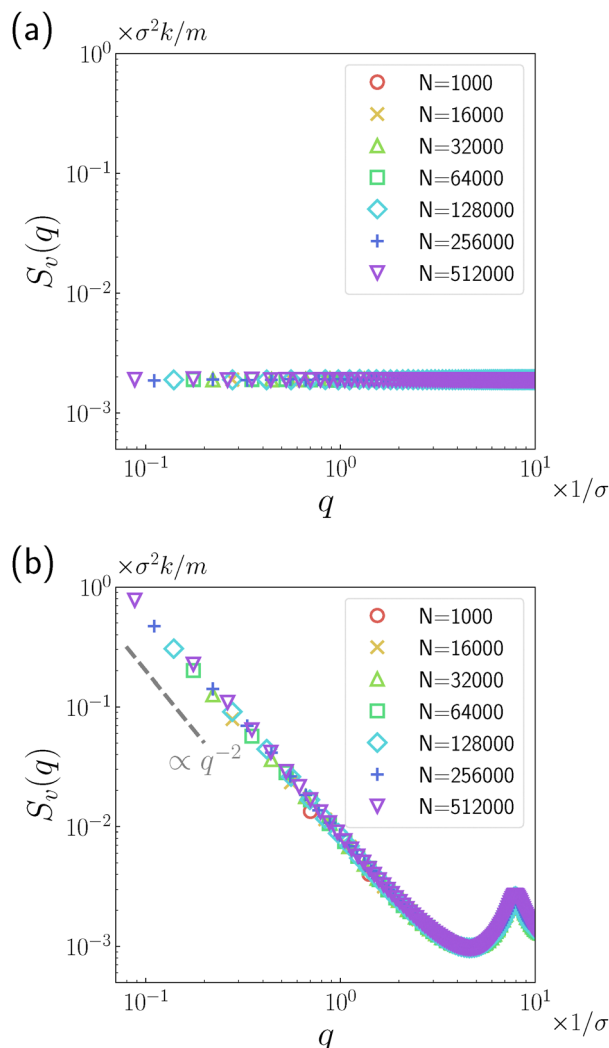 (a)
×σ²k/m
10⁰
10⁻¹
10⁻²
10⁻³
S_v(q)
N=1000
N=16000
N=32000
N=64000
N=128000
N=256000
N=512000
10⁻¹
10⁰
10¹
q
×1/σ
(b)
×σ²k/m
10⁰
10⁻¹
10⁻²
10⁻³
S_v(q)
N=1000
N=16000
N=32000
N=64000
N=128000
N=256000
N=512000
∝ q⁻²
10⁻¹
10⁰
10¹
q
×1/σ